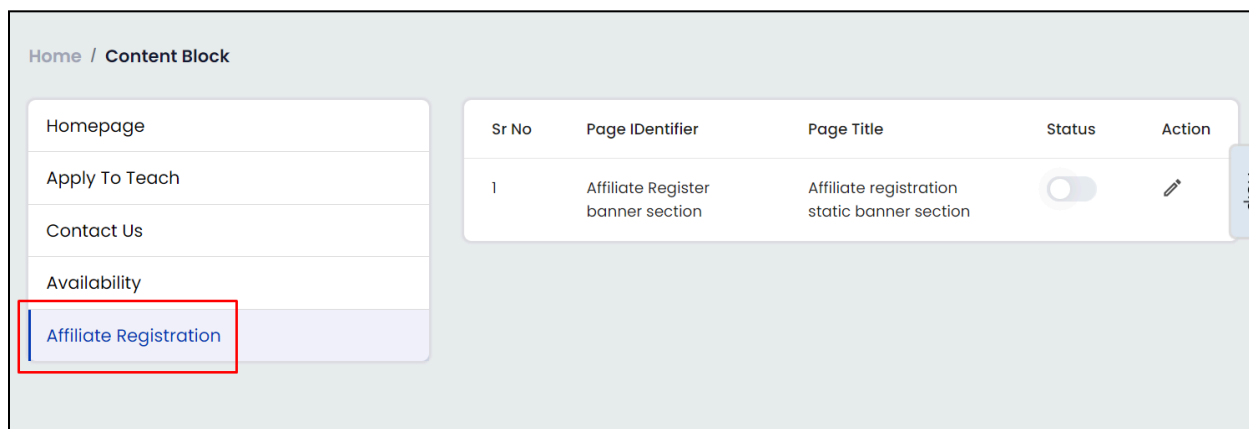 Home / Content Block
Homepage
Apply To Teach
Contact Us
Availability
Affiliate Registration
Sr No Page IDentifier Page Title Status Action
1 Affiliate Register Affiliate registration
banner section static banner section